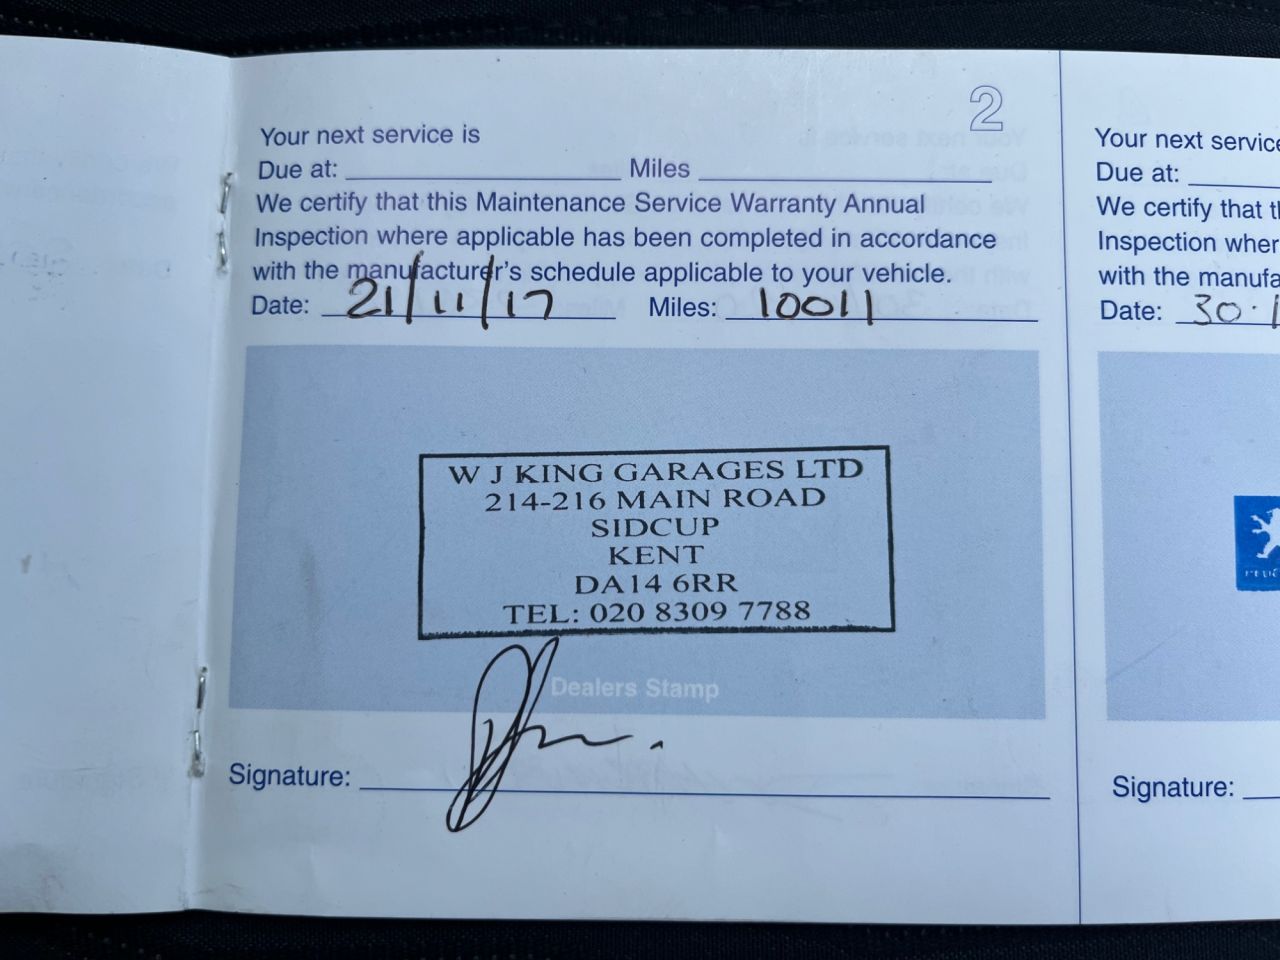 2
Your next service is
Due at: Miles
We certify that this Maintenance Service Warranty Annual
Inspection where applicable has been completed in accordance
with the manufacturer's schedule applicable to your vehicle.
Date: 21/11/17 Miles: 10011
W J KING GARAGES LTD
214-216 MAIN ROAD
SIDCUP
KENT
DA14 6RR
TEL: 020 8309 7788
Dealers Stamp
Signature:
Your next service
Due at:
We certify that
Inspection
with the
Date: 30
Signature: